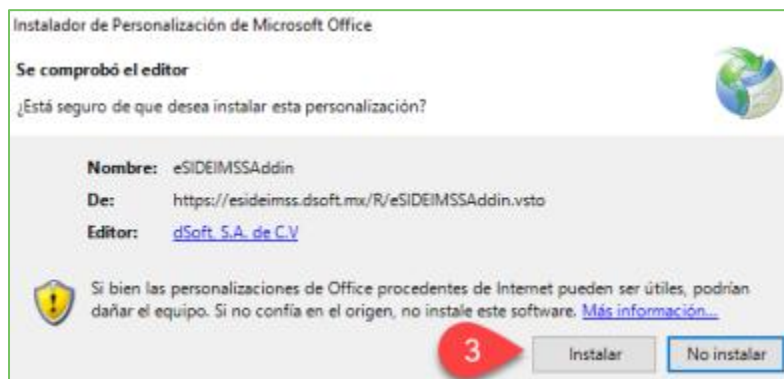 Instalador de Personalización de Microsoft Office
Se comprobó el editor
¿Está seguro de que desea instalar esta personalización?
Nombre: eSIDEIMSSAddin
De: https://esideimss.dsoft.mx/R/eSIDEIMSSAddin.vsto
Editor: dSoft, S.A. de C.V
Si bien las personalizaciones de Office procedentes de Internet pueden ser útiles, podrían
dañar el equipo. Si no confía en el origen, no instale este software. Más información...
3 Instalar No instalar